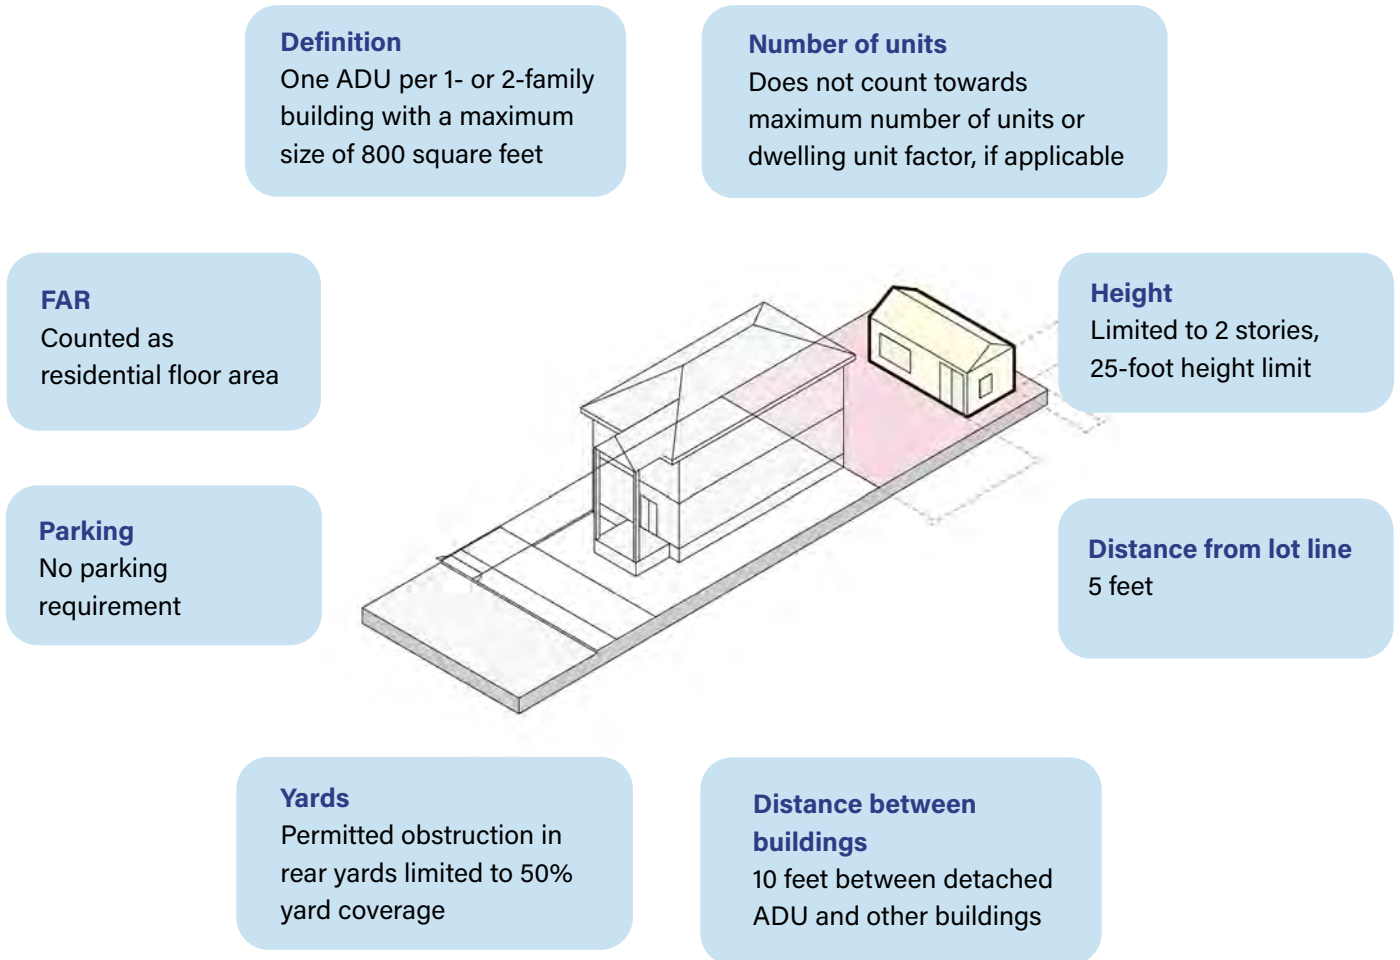 Definition
One ADU per 1- or 2-family
building with a maximum
size of 800 square feet
Number of units
Does not count towards
maximum number of units or
dwelling unit factor, if applicable
FAR
Counted as
residential floor area
Height
Limited to 2 stories,
25-foot height limit
Parking
No parking
requirement
Distance from lot line
5 feet
Yards
Permitted obstruction in
rear yards limited to 50%
yard coverage
Distance between
buildings
10 feet between detached
ADU and other buildings